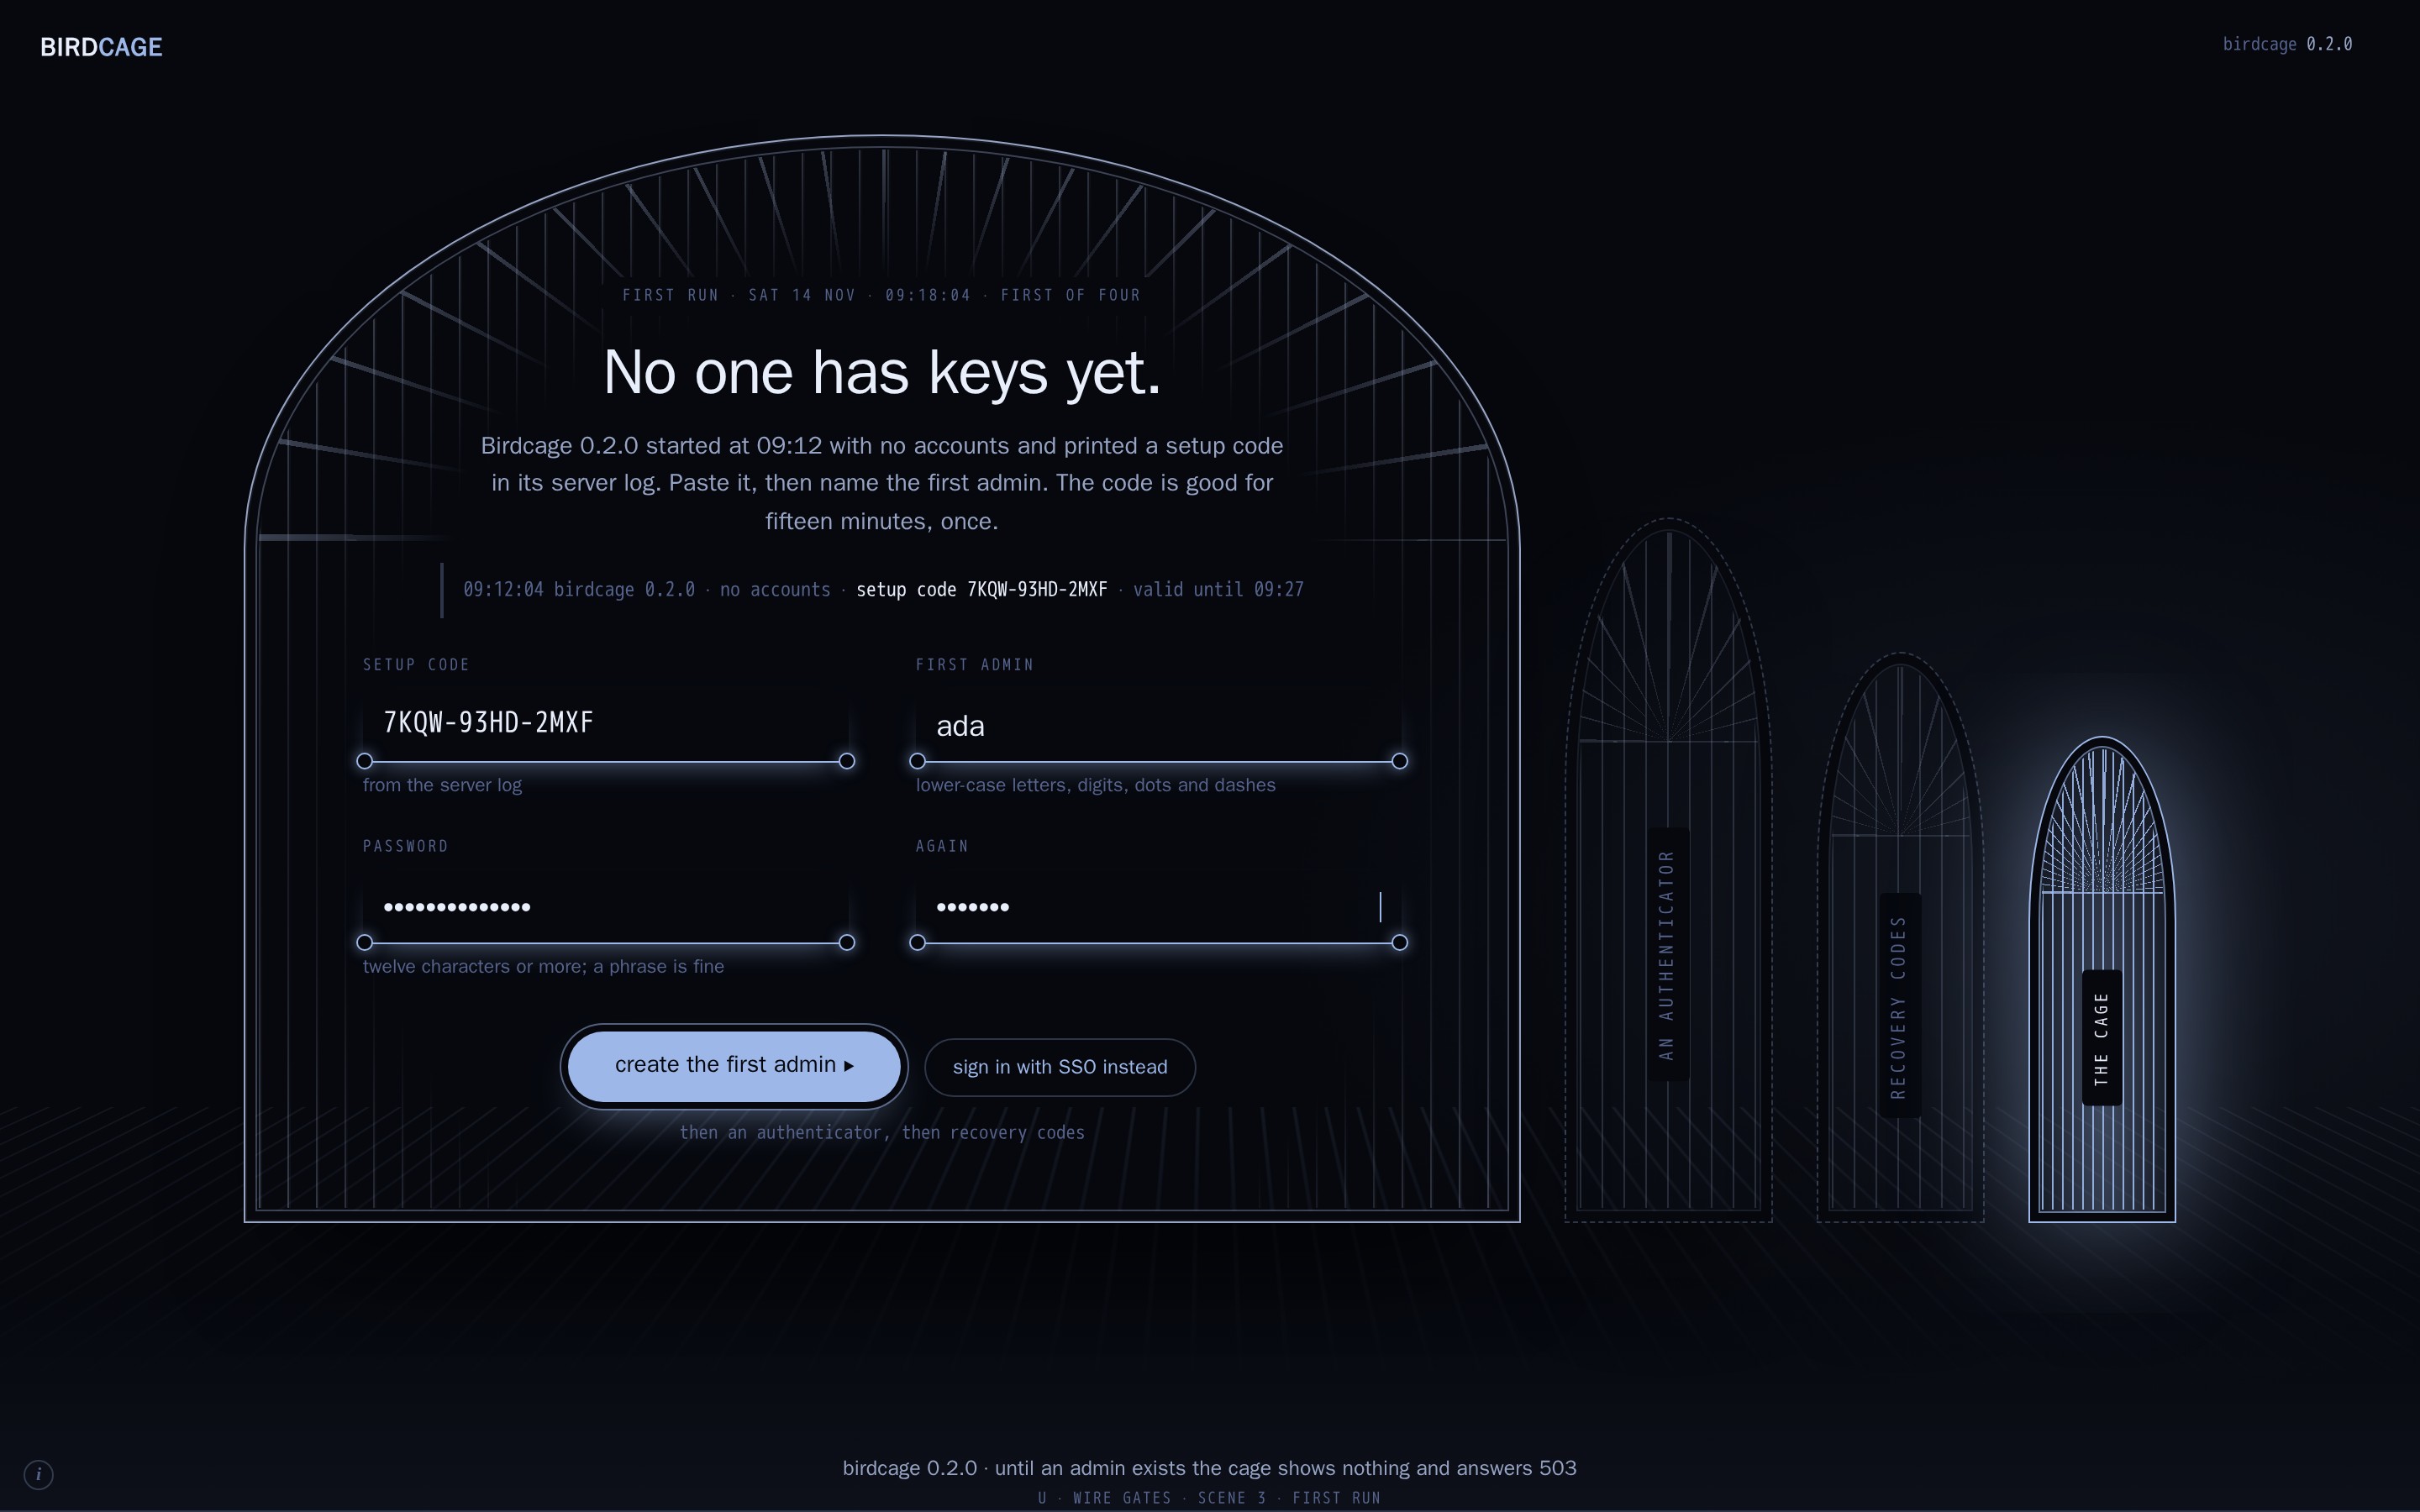 BIRDCAGE
birdcage 0.2.0
FIRST RUN · SAT 14 NOV · 09:18:04 · FIRST OF FOUR
No one has keys yet.
Birdcage 0.2.0 started at 09:12 with no accounts and printed a setup code
in its server log. Paste it, then name the first admin. The code is good for
fifteen minutes, once.
09:12:04 birdcage 0.2.0 · no accounts · setup code 7KQW-93HD-2MXF · valid until 09:27
SETUP CODE
7KQW-93HD-2MXF
from the server log
FIRST ADMIN
ada
lower-case letters, digits, dots and dashes
PASSWORD
••••••••••••••
twelve characters or more; a phrase is fine
AGAIN
•••••••
create the first admin ▸
sign in with SSO instead
then an authenticator, then recovery codes
AN AUTHENTICATOR
RECOVERY CODES
THE CAGE
i
birdcage 0.2.0 · until an admin exists the cage shows nothing and answers 503
U · WIRE GATES · SCENE 3 · FIRST RUN